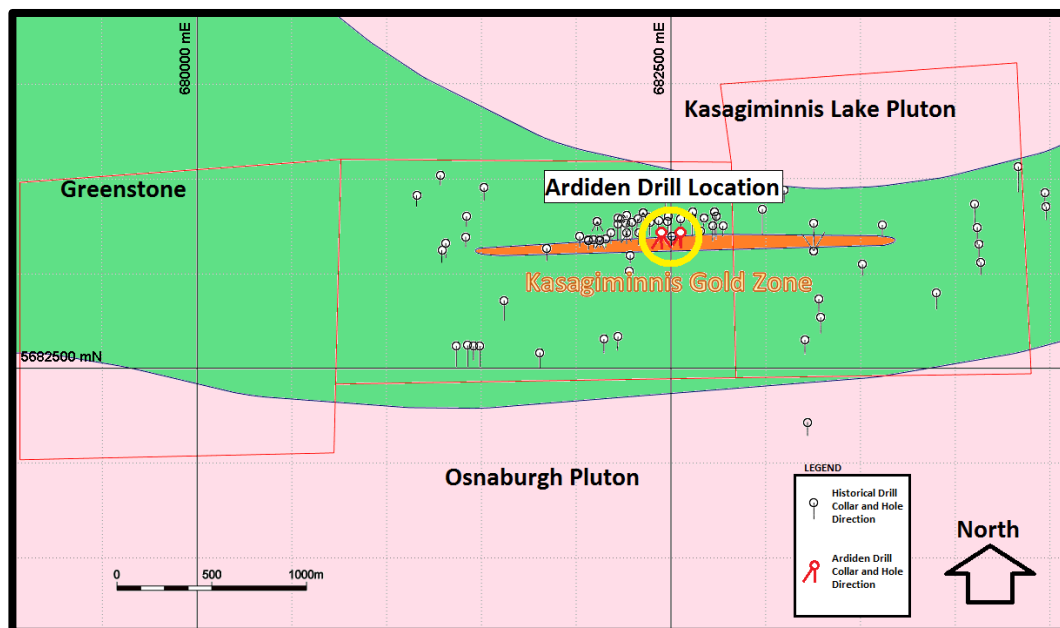 680000 mE
682500 mE
Kasagiminnis Lake Pluton
Greenstone
Ardiden Drill Location
Kasagiminnis Gold Zone
5682500 mN
Osnaburgh Pluton
LEGEND
Historical Drill
Collar and Hole
Direction
Ardiden Drill
Collar and Hole
Direction
North
0 500 1000m